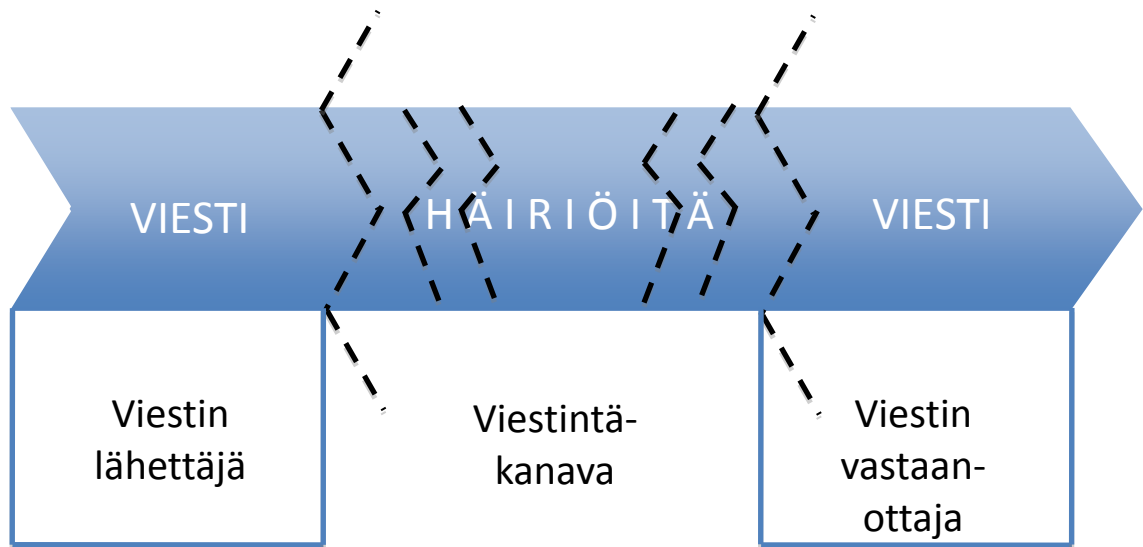 VIESTI
H Ä I R I Ö I T Ä
VIESTI
Viestin
lähettäjä
Viestintä-
kanava
Viestin
vastaan-
ottaja